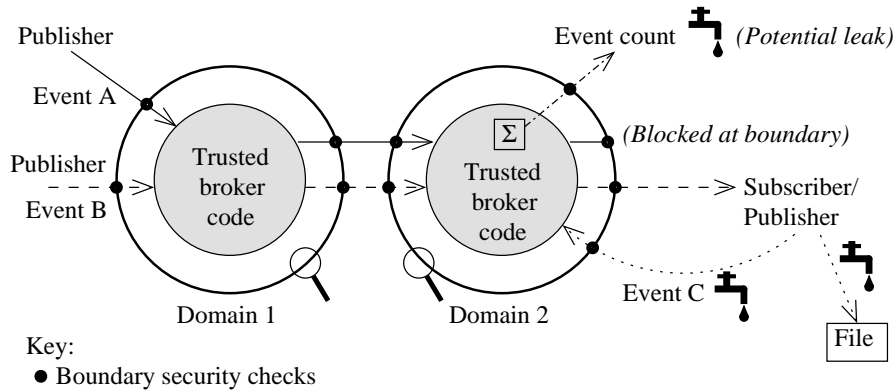 Publisher
Event A
Publisher
Event B
Trusted
broker
code
Domain 1
Event count
(Potential leak)
Σ
Trusted
broker
code
Domain 2
(Blocked at boundary)
Subscriber/
Publisher
Event C
File
Key:
Boundary security checks